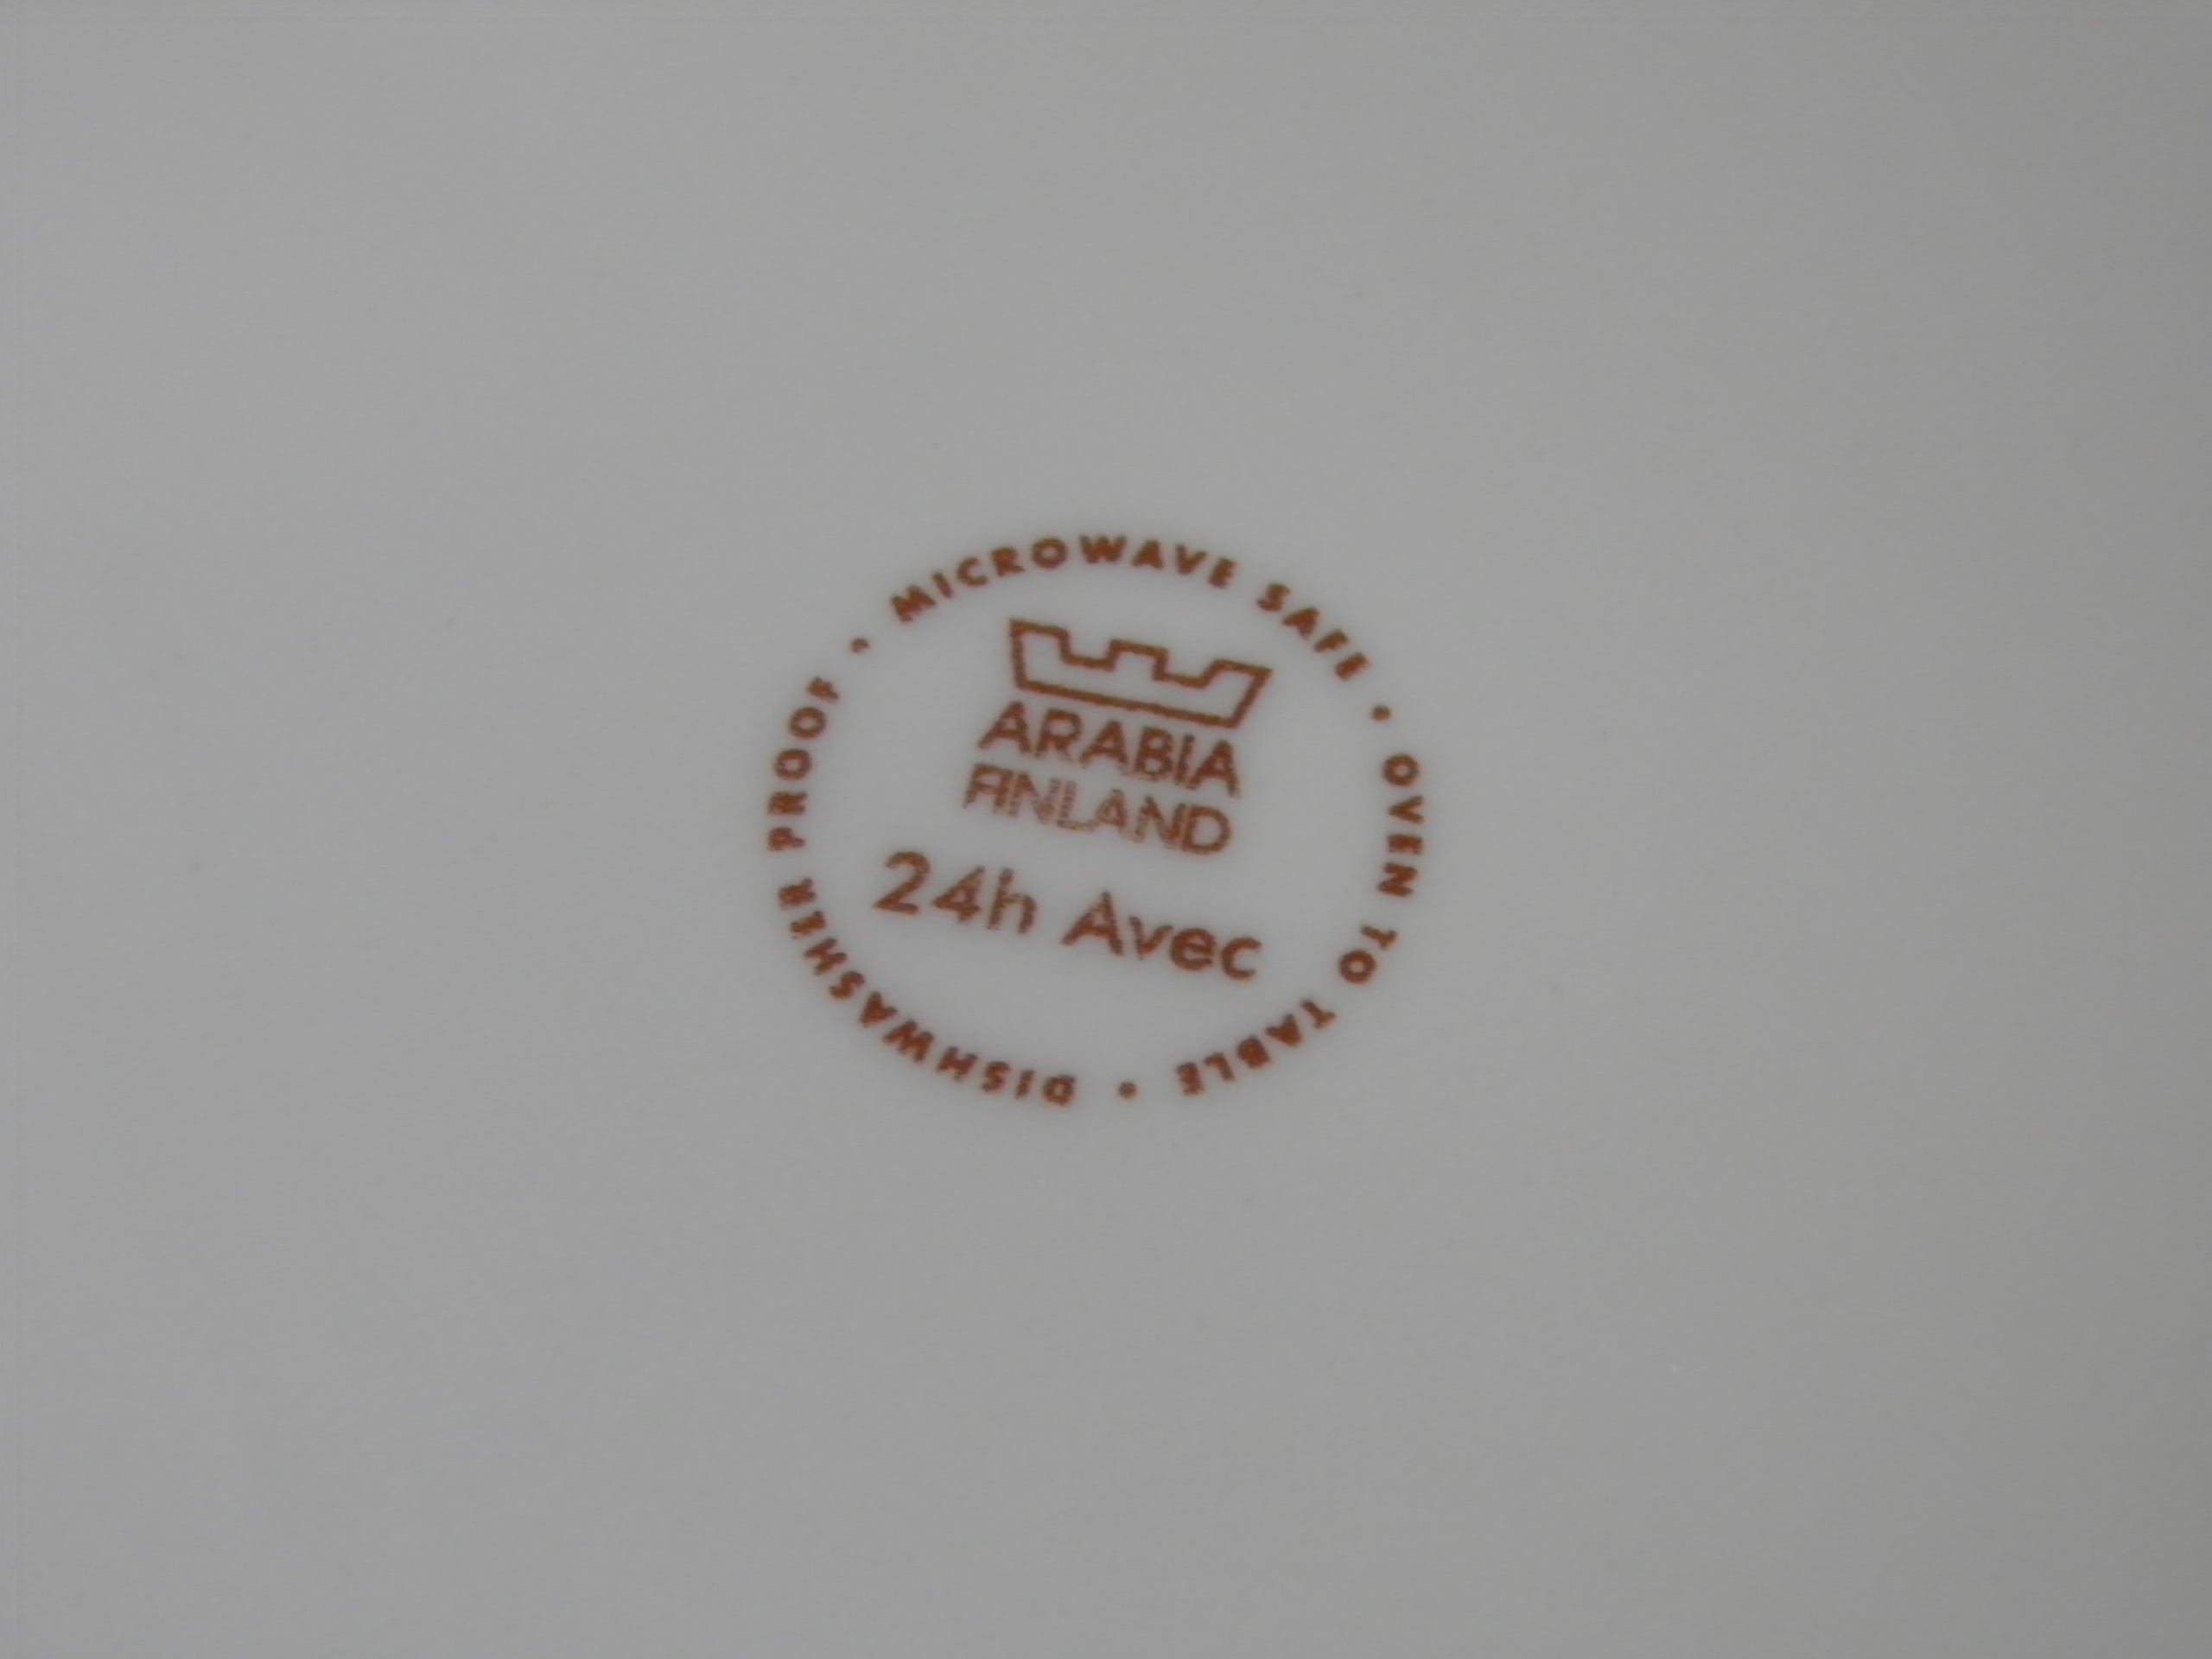 MICROWAVE SAFE • OVEN TO TABLE • DISHWASHER PROOF •
ARABIA
FINLAND
24h Avec